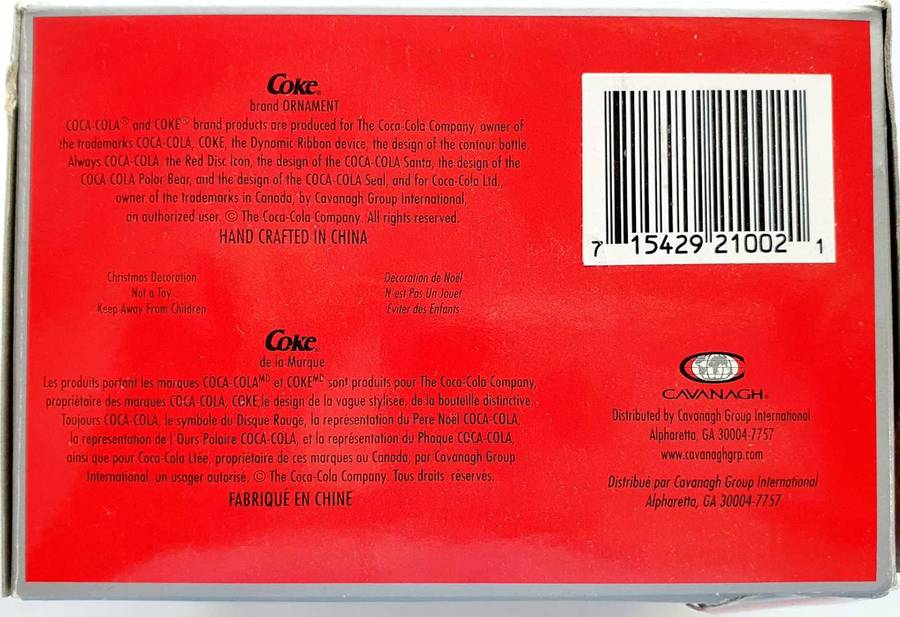 Coke®
brand ORNAMENT
COCA-COLA® and COKE® brand products are produced for The Coca-Cola Company, owner of
the trademarks COCA-COLA, COKE, the Dynamic Ribbon device, the design of the contour bottle,
Always COCA-COLA, the Red Disc Icon, the design of the COCA-COLA Santa, the design of the
COCA-COLA Polar Bear, and the design of the COCA-COLA Seal, and for Coca-Cola Ltd.,
owner of the trademarks in Canada, by Cavanagh Group International,
an authorized user. © The Coca-Cola Company. All rights reserved.
HAND CRAFTED IN CHINA
Christmas Decoration
Not a Toy
Keep Away From Children
Decoration de Noël
N'est Pas Un Jouet
Eviter des Enfants
Coke®
de la Marque
Les produits portant les marques COCA-COLAMD et COKEMD sont produits pour The Coca-Cola Company,
propriétaire des marques COCA-COLA, COKE, le design de la vague stylisée, de la bouteille distinctive,
Toujours COCA-COLA, le symbole du Disque Rouge, la représentation du Père Noël COCA-COLA,
la representation de l'Ours Polaire COCA-COLA, et la représentation du Phoque COCA-COLA,
ainsi que pour Coca-Cola Ltée, propriétaire de ces marques au Canada, par Cavanagh Group
International, un usager autorisé. © The Coca-Cola Company. Tous droits réserves.
FABRIQUÉ EN CHINE
7 15429 21002 1
CAVANAGH®
Distributed by Cavanagh Group International
Alpharetta, GA 30004-7757
www.cavanaghgrp.com
Distribué par Cavanagh Group International
Alpharetta, GA 30004-7757